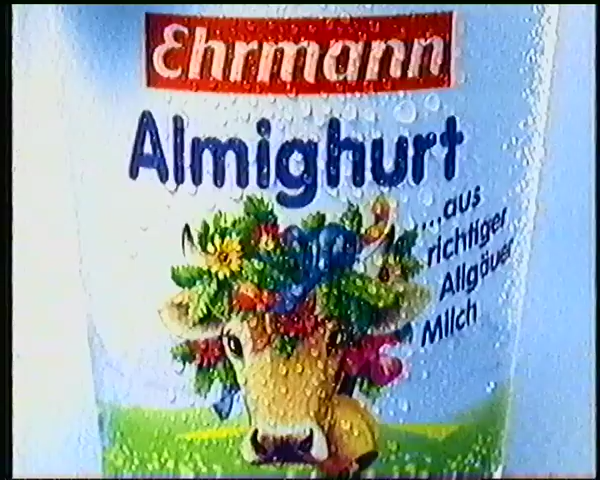 Ehrmann
Almighurt
...aus
richtiger
Allgäuer
Milch